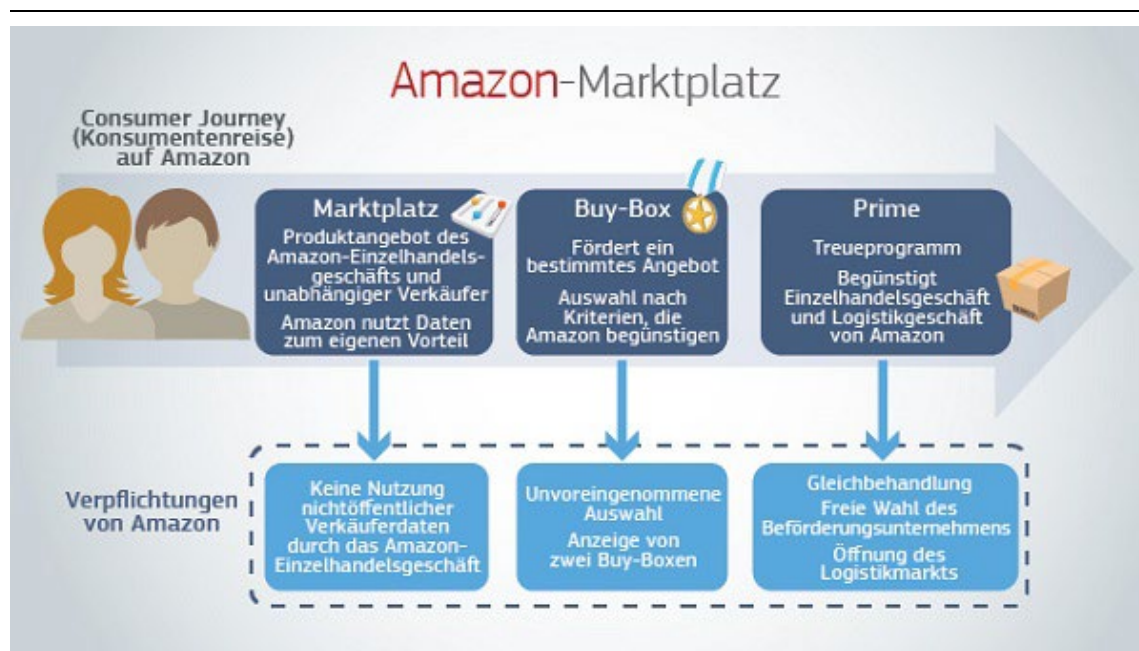 Amazon-Marktplatz
Consumer Journey
(Konsumentenreise)
auf Amazon
Marktplatz
Produktangebot des
Amazon-Einzelhandels-
geschäfts und
unabhängiger Verkäufer
Amazon nutzt Daten
zum eigenen Vorteil
Buy-Box
Fördert ein
bestimmtes Angebot
Auswahl nach
Kriterien, die
Amazon begünstigen
Prime
Treueprogramm
Begünstigt
Einzelhandelsgeschäft
und Logistikgeschäft
von Amazon
Verpflichtungen
von Amazon
Keine Nutzung
nichtöffentlicher
Verkäuferdaten
durch das Amazon-
Einzelhandelsgeschäft
Unvoreingenommene
Auswahl
Anzeige von
zwei Buy-Boxen
Gleichbehandlung
Freie Wahl des
Beförderungsunternehmens
Öffnung des
Logistikmarkts